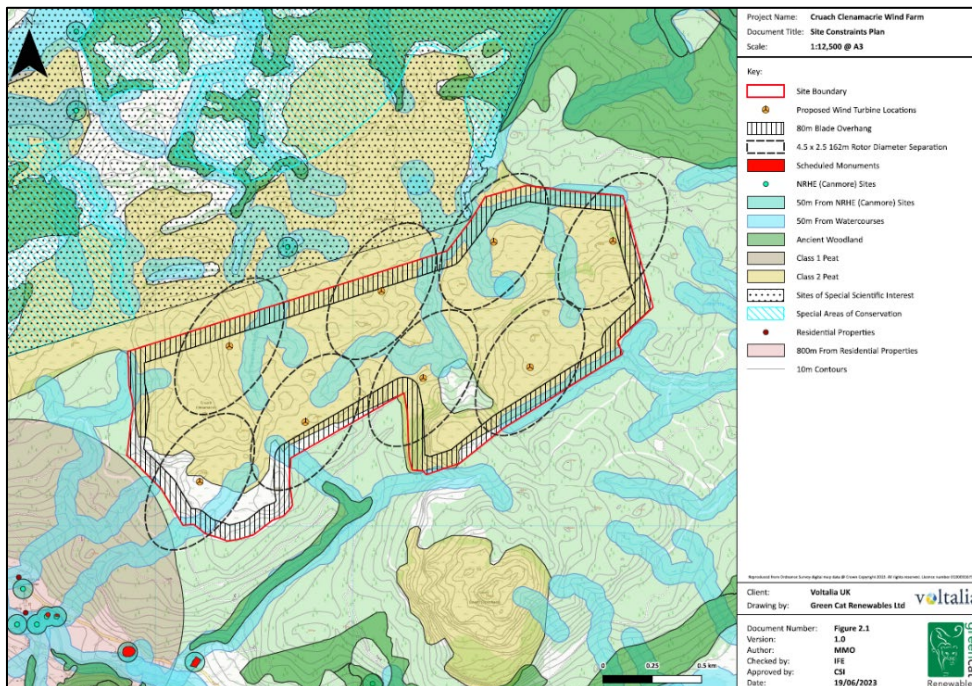 Project Name: Cruach Clenamacrie Wind Farm
Document Title: Site Constraints Plan
Scale: 1:12,500 @ A3
Key:
Site Boundary
Proposed Wind Turbine Locations
80m Blade Overhang
4.5 x 2.5 162m Rotor Diameter Separation
Scheduled Monuments
NRHE (Canmore) Sites
50m From NRHE (Canmore) Sites
50m From Watercourses
Ancient Woodland
Class 1 Peat
Class 2 Peat
Sites of Special Scientific Interest
Special Areas of Conservation
Residential Properties
800m From Residential Properties
10m Contours
0 0.25 0.5 km
Client: Voltalia UK
voltalia
Drawing by: Green Cat Renewables Ltd
Document Number: Figure 2.1
Version: 1.0
Author: MMO
Checked by: IFE
Approved by: CSI
Date: 19/06/2023
greencat
Renewables